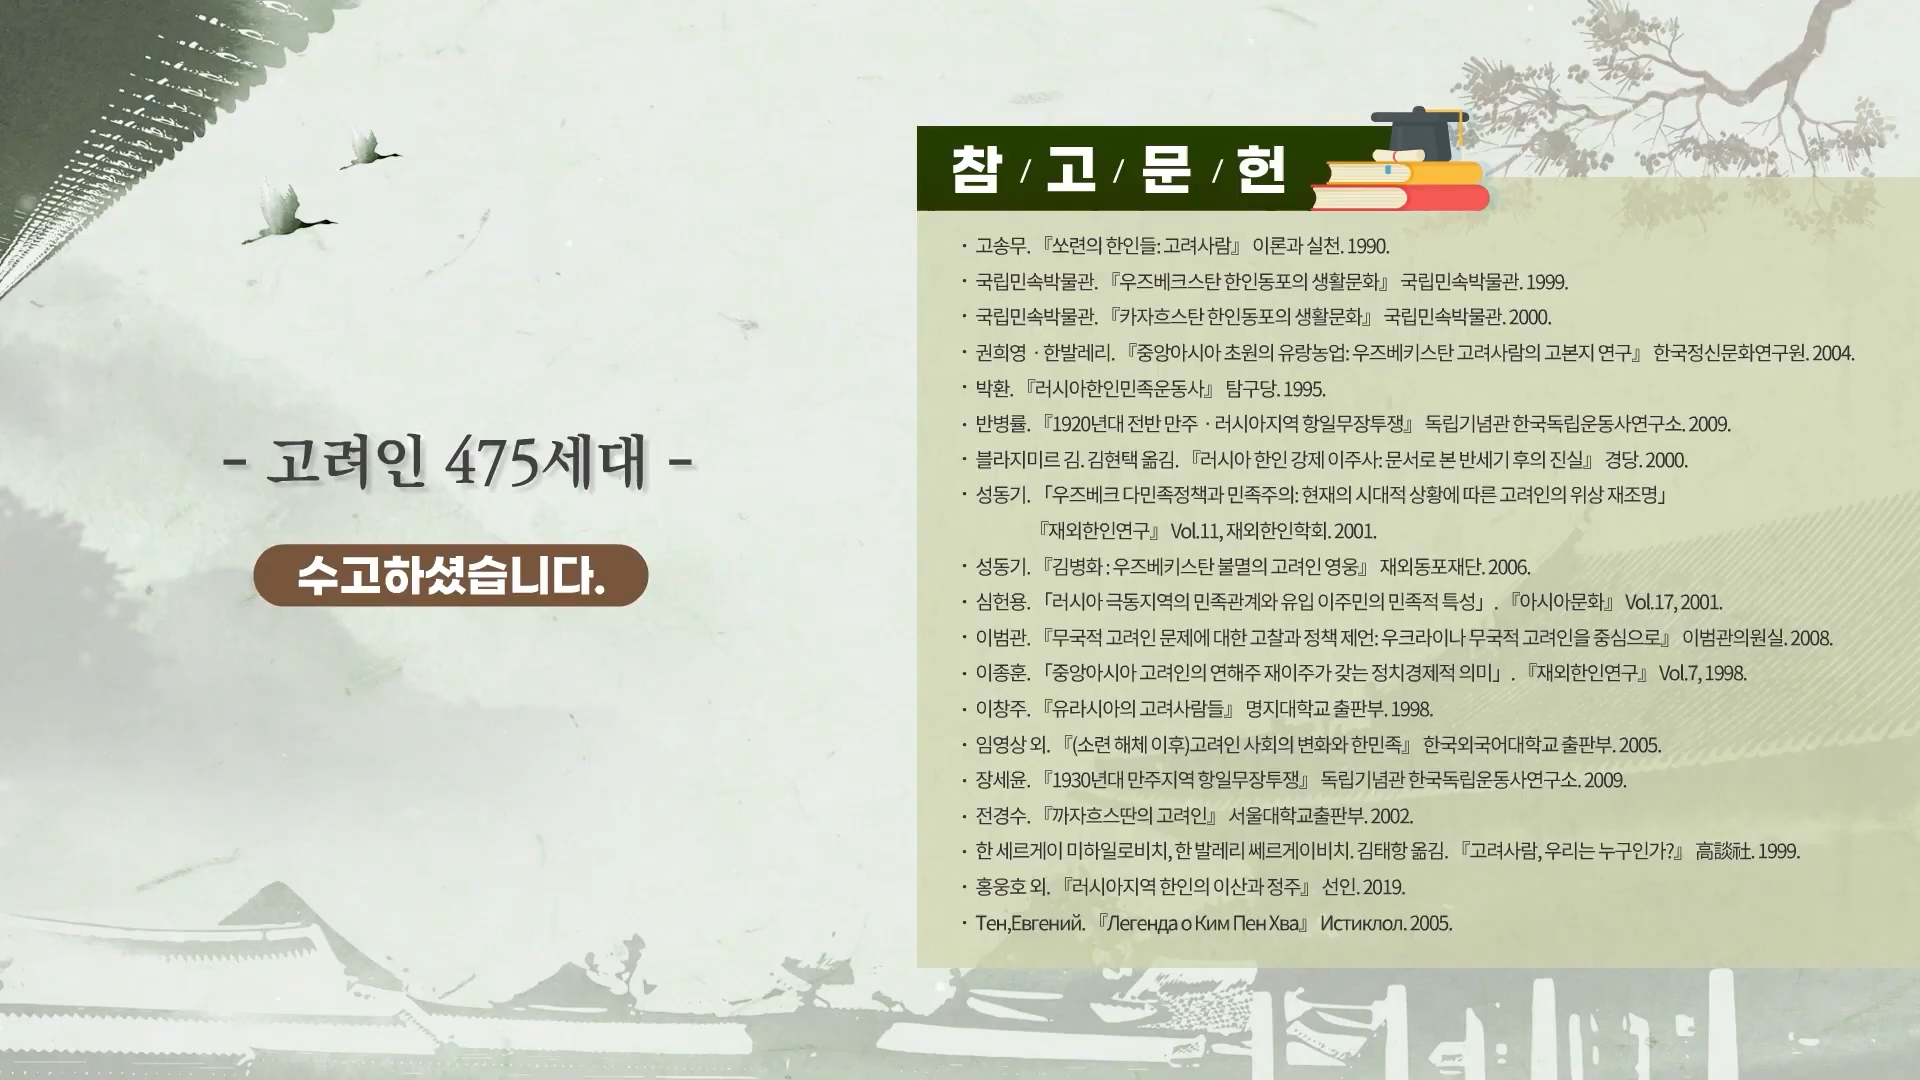 - 고려인 475세대 -
수고하셨습니다.
참 / 고 / 문 / 헌
· 고송무. 『쏘련의 한인들: 고려사람』 이론과 실천. 1990.
· 국립민속박물관. 『우즈베크스탄 한인동포의 생활문화』 국립민속박물관. 1999.
· 국립민속박물관. 『카자흐스탄 한인동포의 생활문화』 국립민속박물관. 2000.
· 권희영 · 한발레리. 『중앙아시아 초원의 유랑농업: 우즈베키스탄 고려사람의 고본지 연구』 한국정신문화연구원. 2004.
· 박환. 『러시아한인민족운동사』 탐구당. 1995.
· 반병률. 『1920년대 전반 만주 · 러시아지역 항일무장투쟁』 독립기념관 한국독립운동사연구소. 2009.
· 블라지미르 김. 김현택 옮김. 『러시아 한인 강제 이주사: 문서로 본 반세기 후의 진실』 경당. 2000.
· 성동기. 「우즈베크 다민족정책과 민족주의: 현재의 시대적 상황에 따른 고려인의 위상 재조명」
『재외한인연구』 Vol.11, 재외한인학회. 2001.
· 성동기. 『김병화 : 우즈베키스탄 불멸의 고려인 영웅』 재외동포재단. 2006.
· 심헌용. 「러시아 극동지역의 민족관계와 유입 이주민의 민족적 특성」. 『아시아문화』 Vol.17, 2001.
· 이범관. 『무국적 고려인 문제에 대한 고찰과 정책 제언: 우크라이나 무국적 고려인을 중심으로』 이범관의원실. 2008.
· 이종훈. 「중앙아시아 고려인의 연해주 재이주가 갖는 정치경제적 의미」. 『재외한인연구』 Vol.7, 1998.
· 이창주. 『유라시아의 고려사람들』 명지대학교 출판부. 1998.
· 임영상 외. 『(소련 해체 이후)고려인 사회의 변화와 한민족』 한국외국어대학교 출판부. 2005.
· 장세윤. 『1930년대 만주지역 항일무장투쟁』 독립기념관 한국독립운동사연구소. 2009.
· 전경수. 『까자흐스딴의 고려인』 서울대학교출판부. 2002.
· 한 세르게이 미하일로비치, 한 발레리 쎄르게이비치. 김태항 옮김. 『고려사람, 우리는 누구인가?』 高談社. 1999.
· 홍웅호 외. 『러시아지역 한인의 이산과 정주』 선인. 2019.
· Тен,Евгений. 『Легенда о Ким Пен Хва』 Истиклол. 2005.